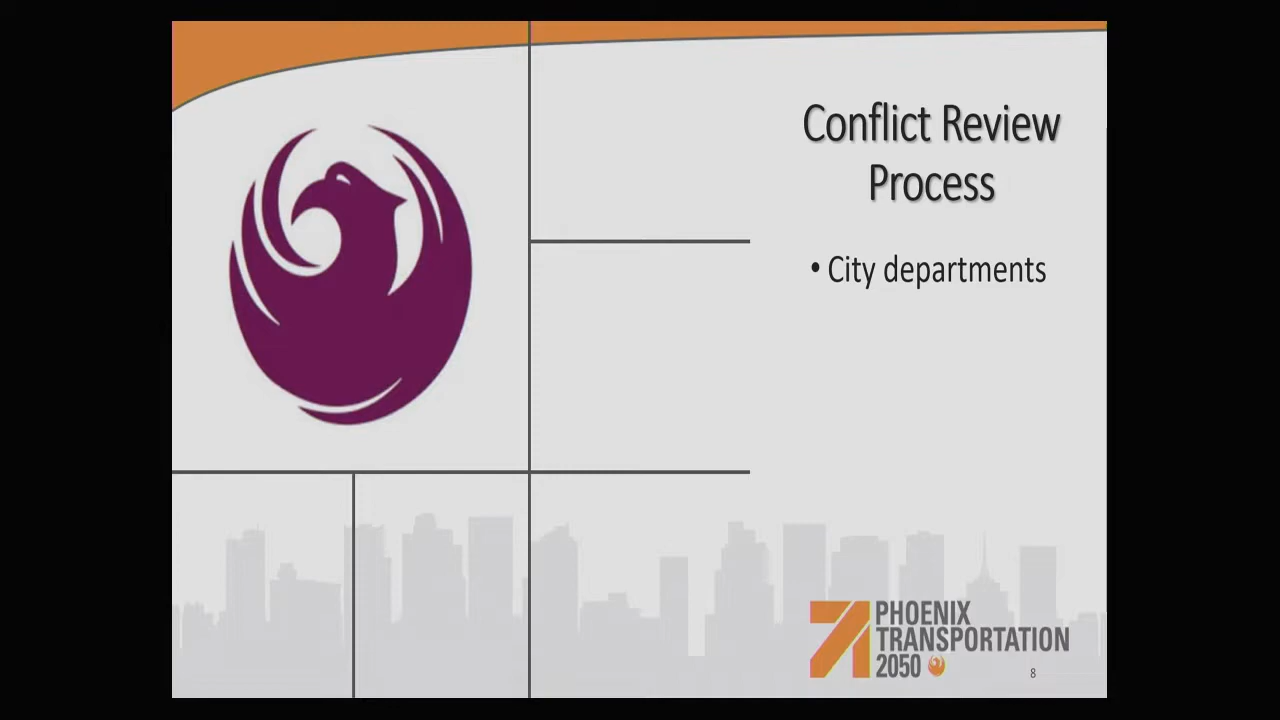 Conflict Review
Process
• City departments
PHOENIX
TRANSPORTATION
2050
8